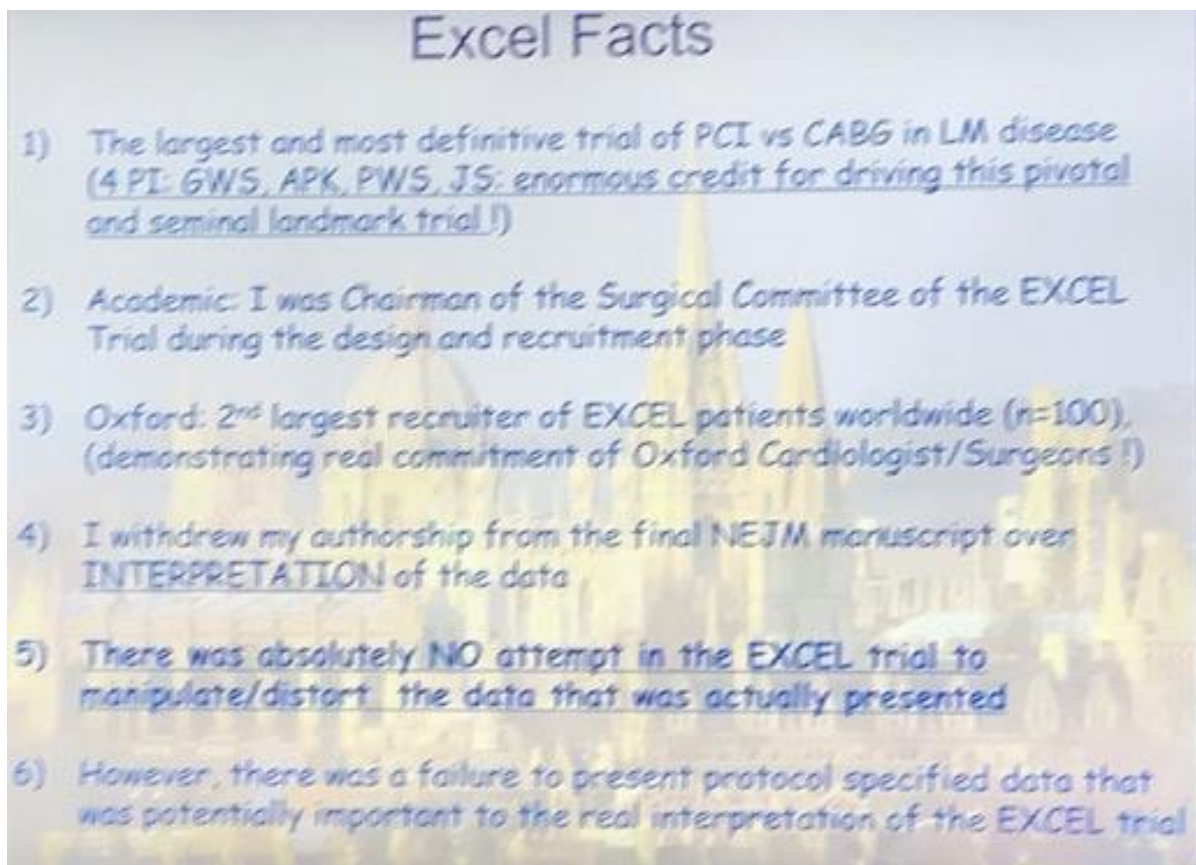 Excel Facts
1) The largest and most definitive trial of PCI vs CABG in LM disease
(4 PI: GWS, APK, PWS, JS: enormous credit for driving this pivotal
and seminal landmark trial !)
2) Academic: I was Chairman of the Surgical Committee of the EXCEL
Trial during the design and recruitment phase
3) Oxford: 2nd largest recruiter of EXCEL patients worldwide (n=100),
(demonstrating real commitment of Oxford Cardiologist/Surgeons !)
4) I withdrew my authorship from the final NEJM manuscript over
INTERPRETATION of the data
5) There was absolutely NO attempt in the EXCEL trial to
manipulate/distort the data that was actually presented
6) However, there was a failure to present protocol specified data that
was potentially important to the real interpretation of the EXCEL trial